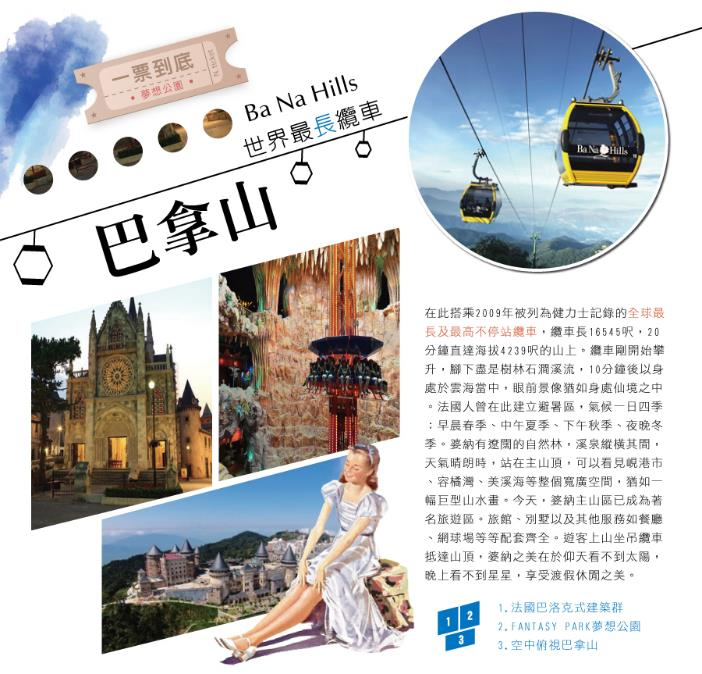 一票到底
夢想公園
Ba Na Hills
世界最長纜車
巴拿山
Ba Na Hills
在此搭乘2009年被列為健力士記錄的全球最
長及最高不停站纜車，纜車長16545呎，20
分鐘直達海拔4239呎的山上。纜車剛開始攀
升，腳下盡是樹林石澗溪流，10分鐘後以身
處於雲海當中，眼前景像猶如身處仙境之中
。法國人曾在此建立避暑區，氣候一日四季
：早晨春季、中午夏季、下午秋季、夜晚冬
季。婆納有遼闊的自然林，溪泉縱橫其間，
天氣晴朗時，站在主山頂，可以看見峴港市
、容橘灣、美溪海等整個寬廣空間，猶如一
幅巨型山水畫。今天，婆納主山區已成為著
名旅遊區。旅館、別墅以及其他服務如餐廳
、網球場等等配套齊全。遊客上山坐吊纜車
抵達山頂，婆納之美在於仰天看不到太陽，
晚上看不到星星，享受渡假休閒之美。
1 2
3
1.法國巴洛克式建築群
2.FANTASY PARK夢想公園
3.空中俯視巴拿山